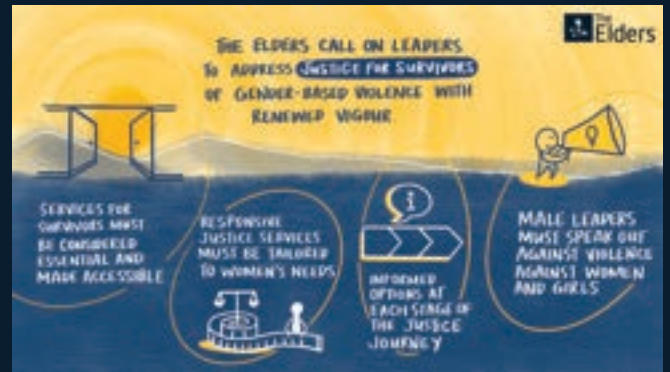 The
Elders
THE ELDERS CALL ON LEADERS
TO ADDRESS JUSTICE FOR SURVIVORS
OF GENDER-BASED VIOLENCE WITH
RENEWED VIGOUR
SERVICES FOR
SURVIVORS MUST
BE CONSIDERED
ESSENTIAL AND
MADE ACCESSIBLE
RESPONSIVE
JUSTICE SERVICES
MUST BE TAILORED
TO WOMEN'S NEEDS
i
INFORMED
OPTIONS AT
EACH STAGE OF
THE JUSTICE
JOURNEY
MALE LEADERS
MUST SPEAK OUT
AGAINST VIOLENCE
AGAINST WOMEN
AND GIRLS